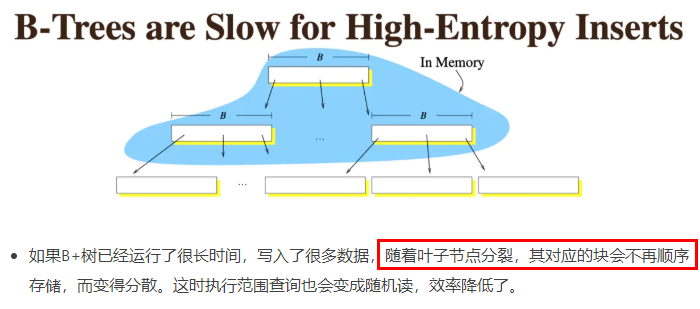 B-Trees are Slow for High-Entropy Inserts
B
In Memory
B
...
B
...
如果B+树已经运行了很长时间，写入了很多数据，随着叶子节点分裂，其对应的块会不再顺序
存储，而变得分散。这时执行范围查询也会变成随机读，效率降低了。